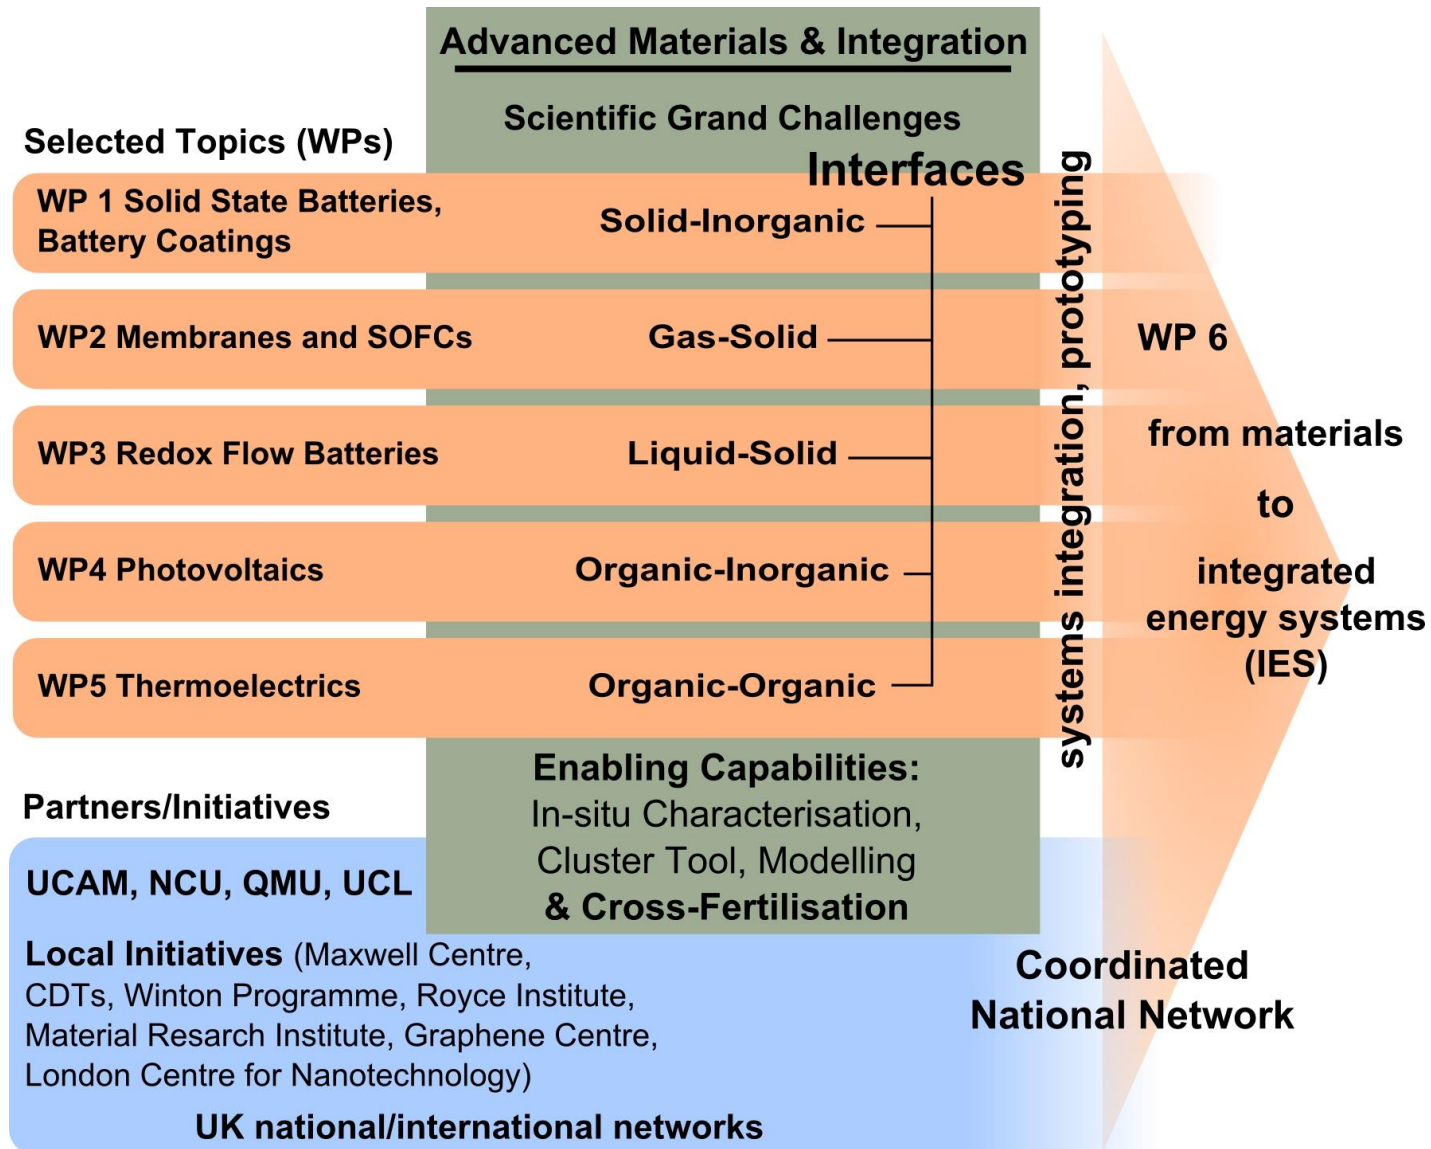 Advanced Materials & Integration
Scientific Grand Challenges
Interfaces
Selected Topics (WPs)
WP 1 Solid State Batteries,
Battery Coatings
Solid-Inorganic
WP2 Membranes and SOFCs
Gas-Solid
WP3 Redox Flow Batteries
Liquid-Solid
WP4 Photovoltaics
Organic-Inorganic
WP5 Thermoelectrics
Organic-Organic
systems integration, prototyping
WP 6
from materials
to
integrated
energy systems
(IES)
Enabling Capabilities:
In-situ Characterisation,
Cluster Tool, Modelling
& Cross-Fertilisation
Partners/Initiatives
UCAM, NCU, QMU, UCL
Local Initiatives (Maxwell Centre,
CDTs, Winton Programme, Royce Institute,
Material Resarch Institute, Graphene Centre,
London Centre for Nanotechnology)
UK national/international networks
Coordinated
National Network